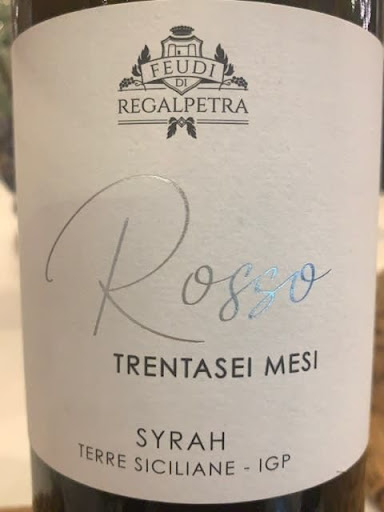 FEUDI
DI
REGALPETRA
Rosso
TRENTASEI MESI
SYRAH
TERRE SICILIANE - IGP